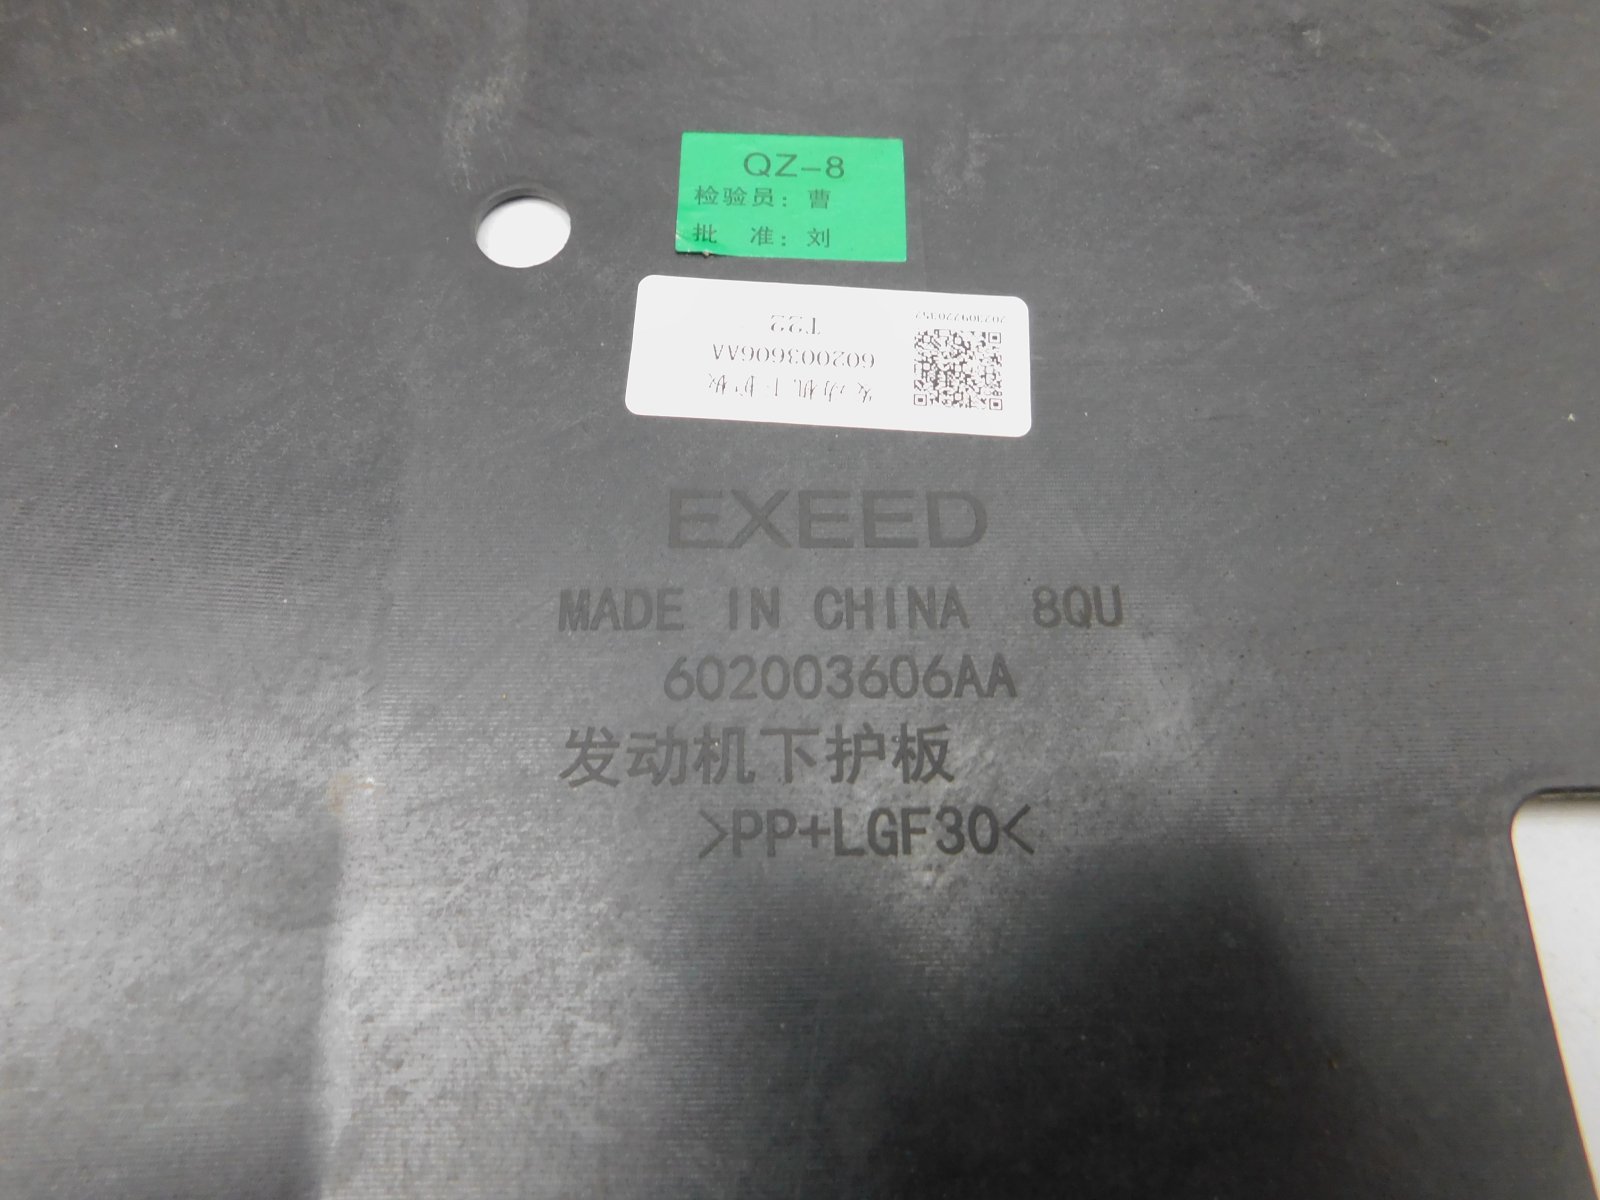 QZ-8
检验员：曹
批 准：刘
发动机下护板
602003606AA
T22
EXEED
MADE IN CHINA 8QU
602003606AA
发动机下护板
>PP+LGF30<